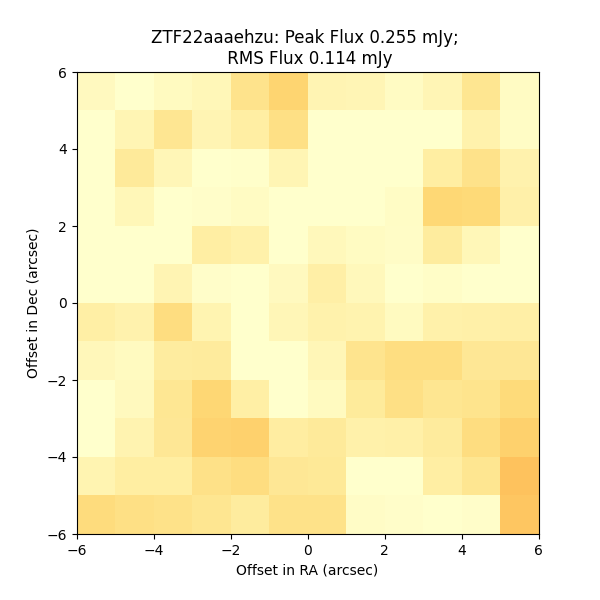 ZTF22aaaehzu: Peak Flux 0.255 mJy;
RMS Flux 0.114 mJy
6
4
2
0
−2
−4
−6
Offset in Dec (arcsec)
−6 −4 −2 0 2 4 6
Offset in RA (arcsec)